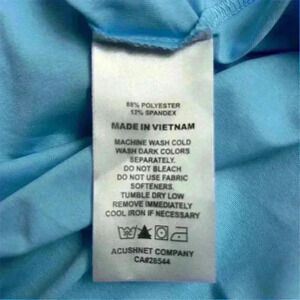 88% POLYESTER
12% SPANDEX
MADE IN VIETNAM
MACHINE WASH COLD
WASH DARK COLORS
SEPARATELY.
DO NOT BLEACH
DO NOT USE FABRIC
SOFTENERS.
TUMBLE DRY LOW
REMOVE IMMEDIATELY
COOL IRON IF NECESSARY
ACUSHNET COMPANY
CA#28544